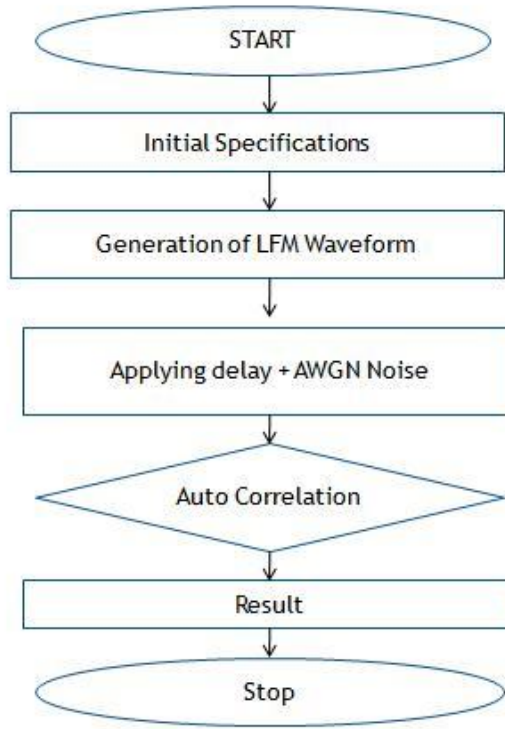 START
Initial Specifications
Generation of LFM Waveform
Applying delay + AWGN Noise
Auto Correlation
Result
Stop